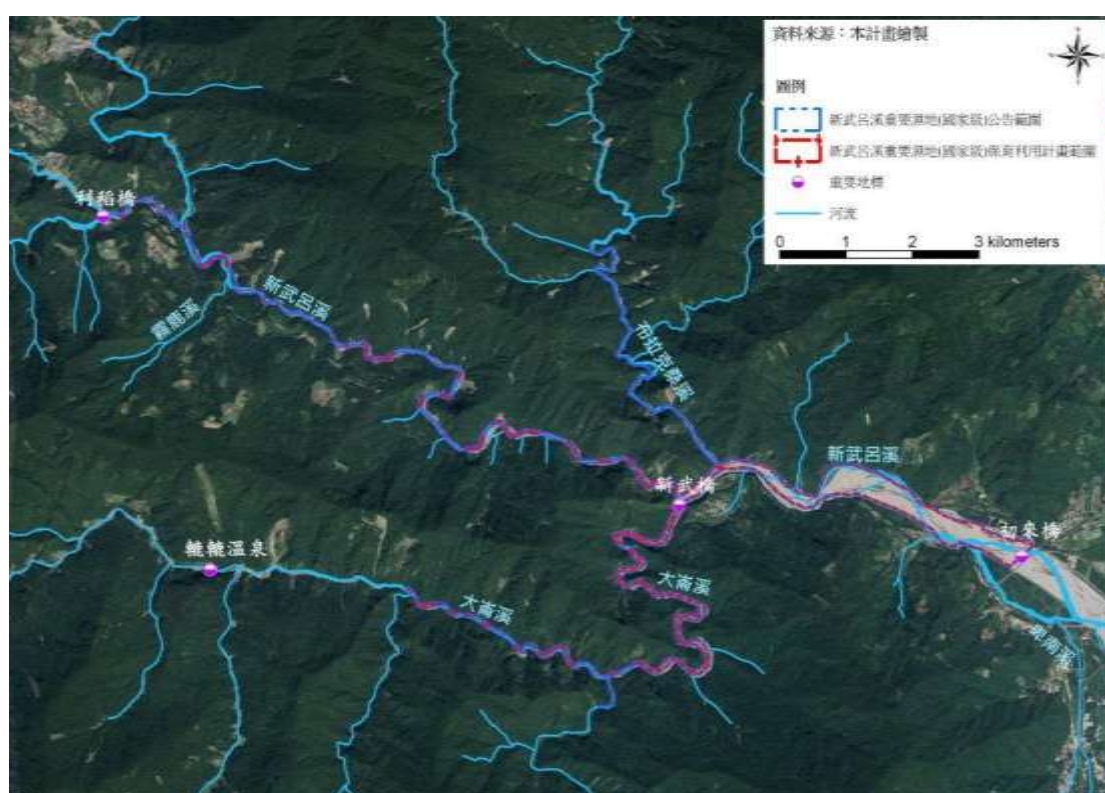 資料來源：本計畫繪製
圖例
新武呂溪重要濕地(國家級)公告範圍
新武呂溪重要濕地(國家級)保育利用計畫範圍
重要地標
河流
0 1 2 3 kilometers
利稻橋
新武呂溪
霧鹿溪
布拉克桑溪
新武呂溪
新武橋
初來橋
轆轆溫泉
大崙溪
大崙溪